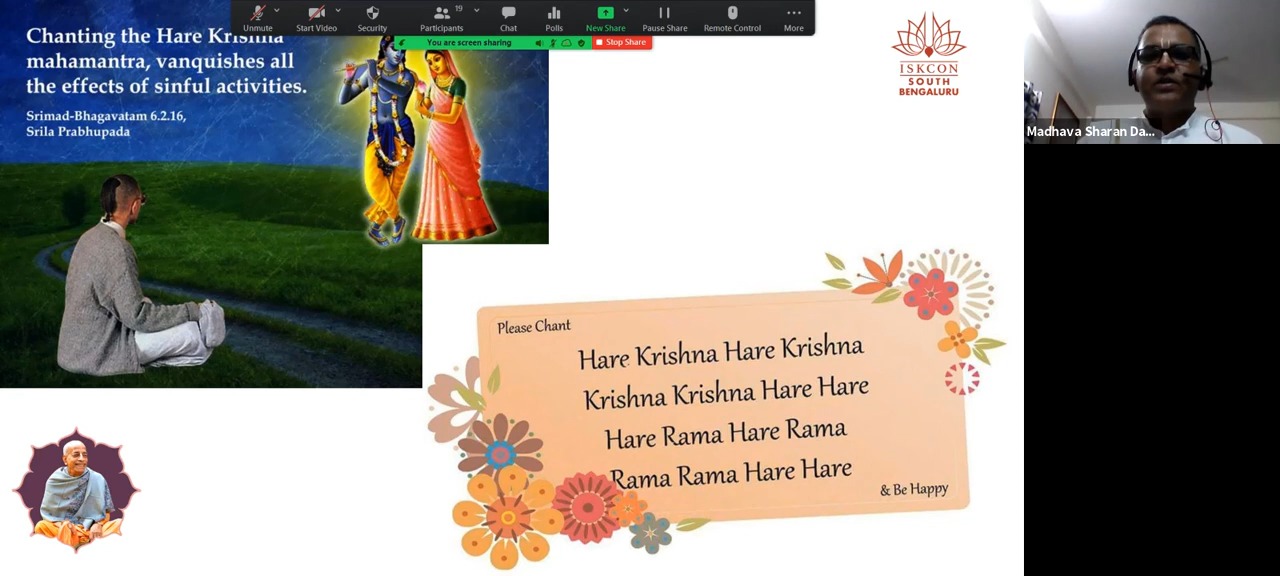 Unmute
Start Video
Security
19
Participants
Chat
Polls
New Share
Pause Share
Remote Control
More
You are screen sharing
Stop Share
Chanting the Hare Krishna
mahamantra, vanquishes all
the effects of sinful activities.
Srimad-Bhagavatam 6.2.16,
Srila Prabhupada
ISKCON
SOUTH
BENGALURU
Madhava Sharan Da...
Please Chant
Hare Krishna Hare Krishna
Krishna Krishna Hare Hare
Hare Rama Hare Rama
Rama Rama Hare Hare
& Be Happy